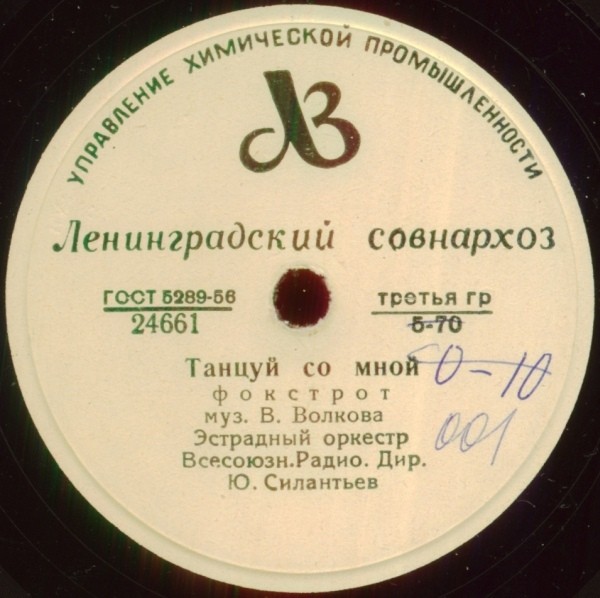 УПРАВЛЕНИЕ ХИМИЧЕСКОЙ ПРОМЫШЛЕННОСТИ
ЛЗ
Ленинградский совнархоз
ГОСТ 5289-56
третья гр
24661
5-70
Танцуй со мной
0-10
фокстрот
муз. В. Волкова
001
Эстрадный оркестр
Всесоюзн.Радио. Дир.
Ю. Силантьев